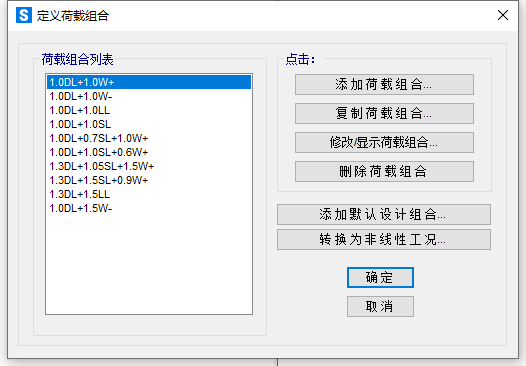 S 定义荷载组合
荷载组合列表
1.0DL+1.0W+
1.0DL+1.0W-
1.0DL+1.0LL
1.0DL+1.0SL
1.0DL+0.7SL+1.0W+
1.0DL+1.0SL+0.6W+
1.3DL+1.05SL+1.5W+
1.3DL+1.5SL+0.9W+
1.3DL+1.5LL
1.0DL+1.5W-
点击:
添加荷载组合...
复制荷载组合...
修改/显示荷载组合...
删除荷载组合
添加默认设计组合...
转换为非线性工况...
确定
取消